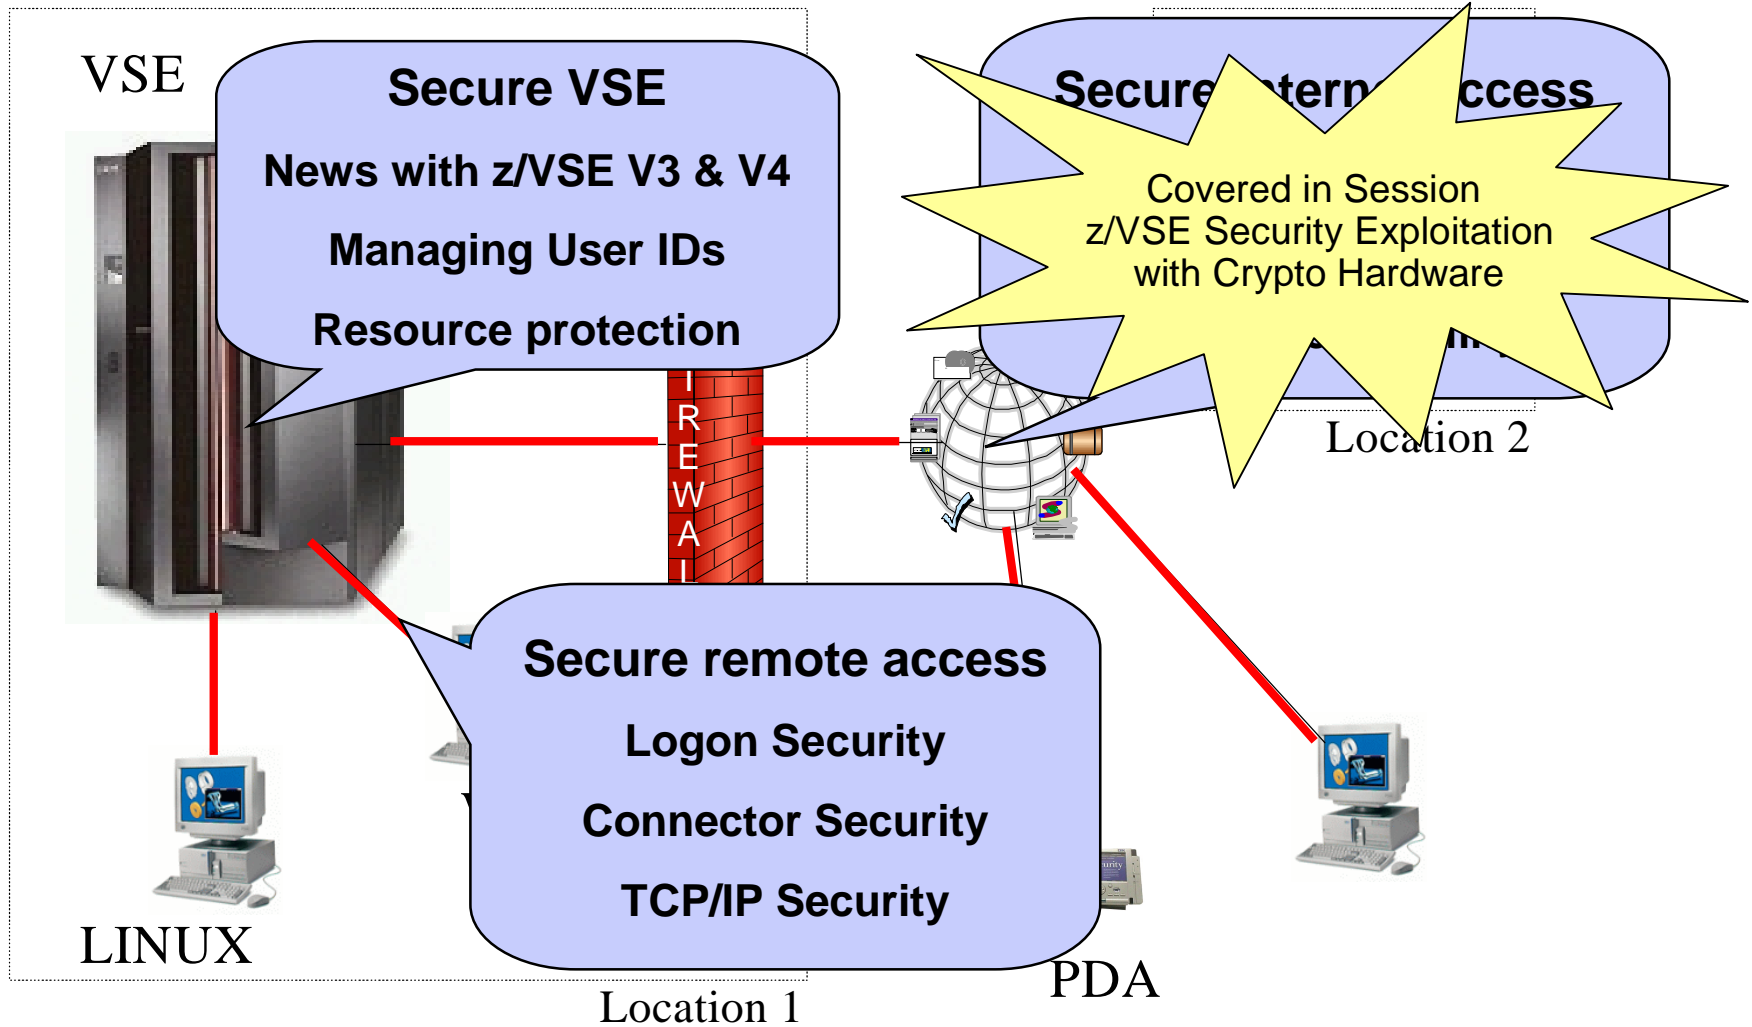 VSE
Secure VSE
News with z/VSE V3 & V4
Managing User IDs
Resource protection
Secure
Covered in Session
z/VSE Security Exploitation
with Crypto Hardware
Location 2
I
R
E
W
A
L
Secure remote access
Logon Security
Connector Security
TCP/IP Security
LINUX
PDA
Location 1